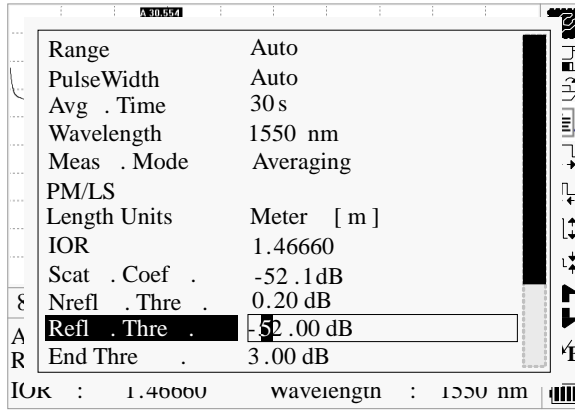 A 30.554
Range Auto
PulseWidth Auto
Avg . Time 30 s
Wavelength 1550 nm
Meas . Mode Averaging
PM/LS
Length Units Meter [ m ]
IOR 1.46660
Scat . Coef . -52 .1dB
Nrefl . Thre . 0.20 dB
Refl . Thre . -52 .00 dB
End Thre . 3.00 dB
A
R
IOR : 1.46660 Wavelength : 1550 nm